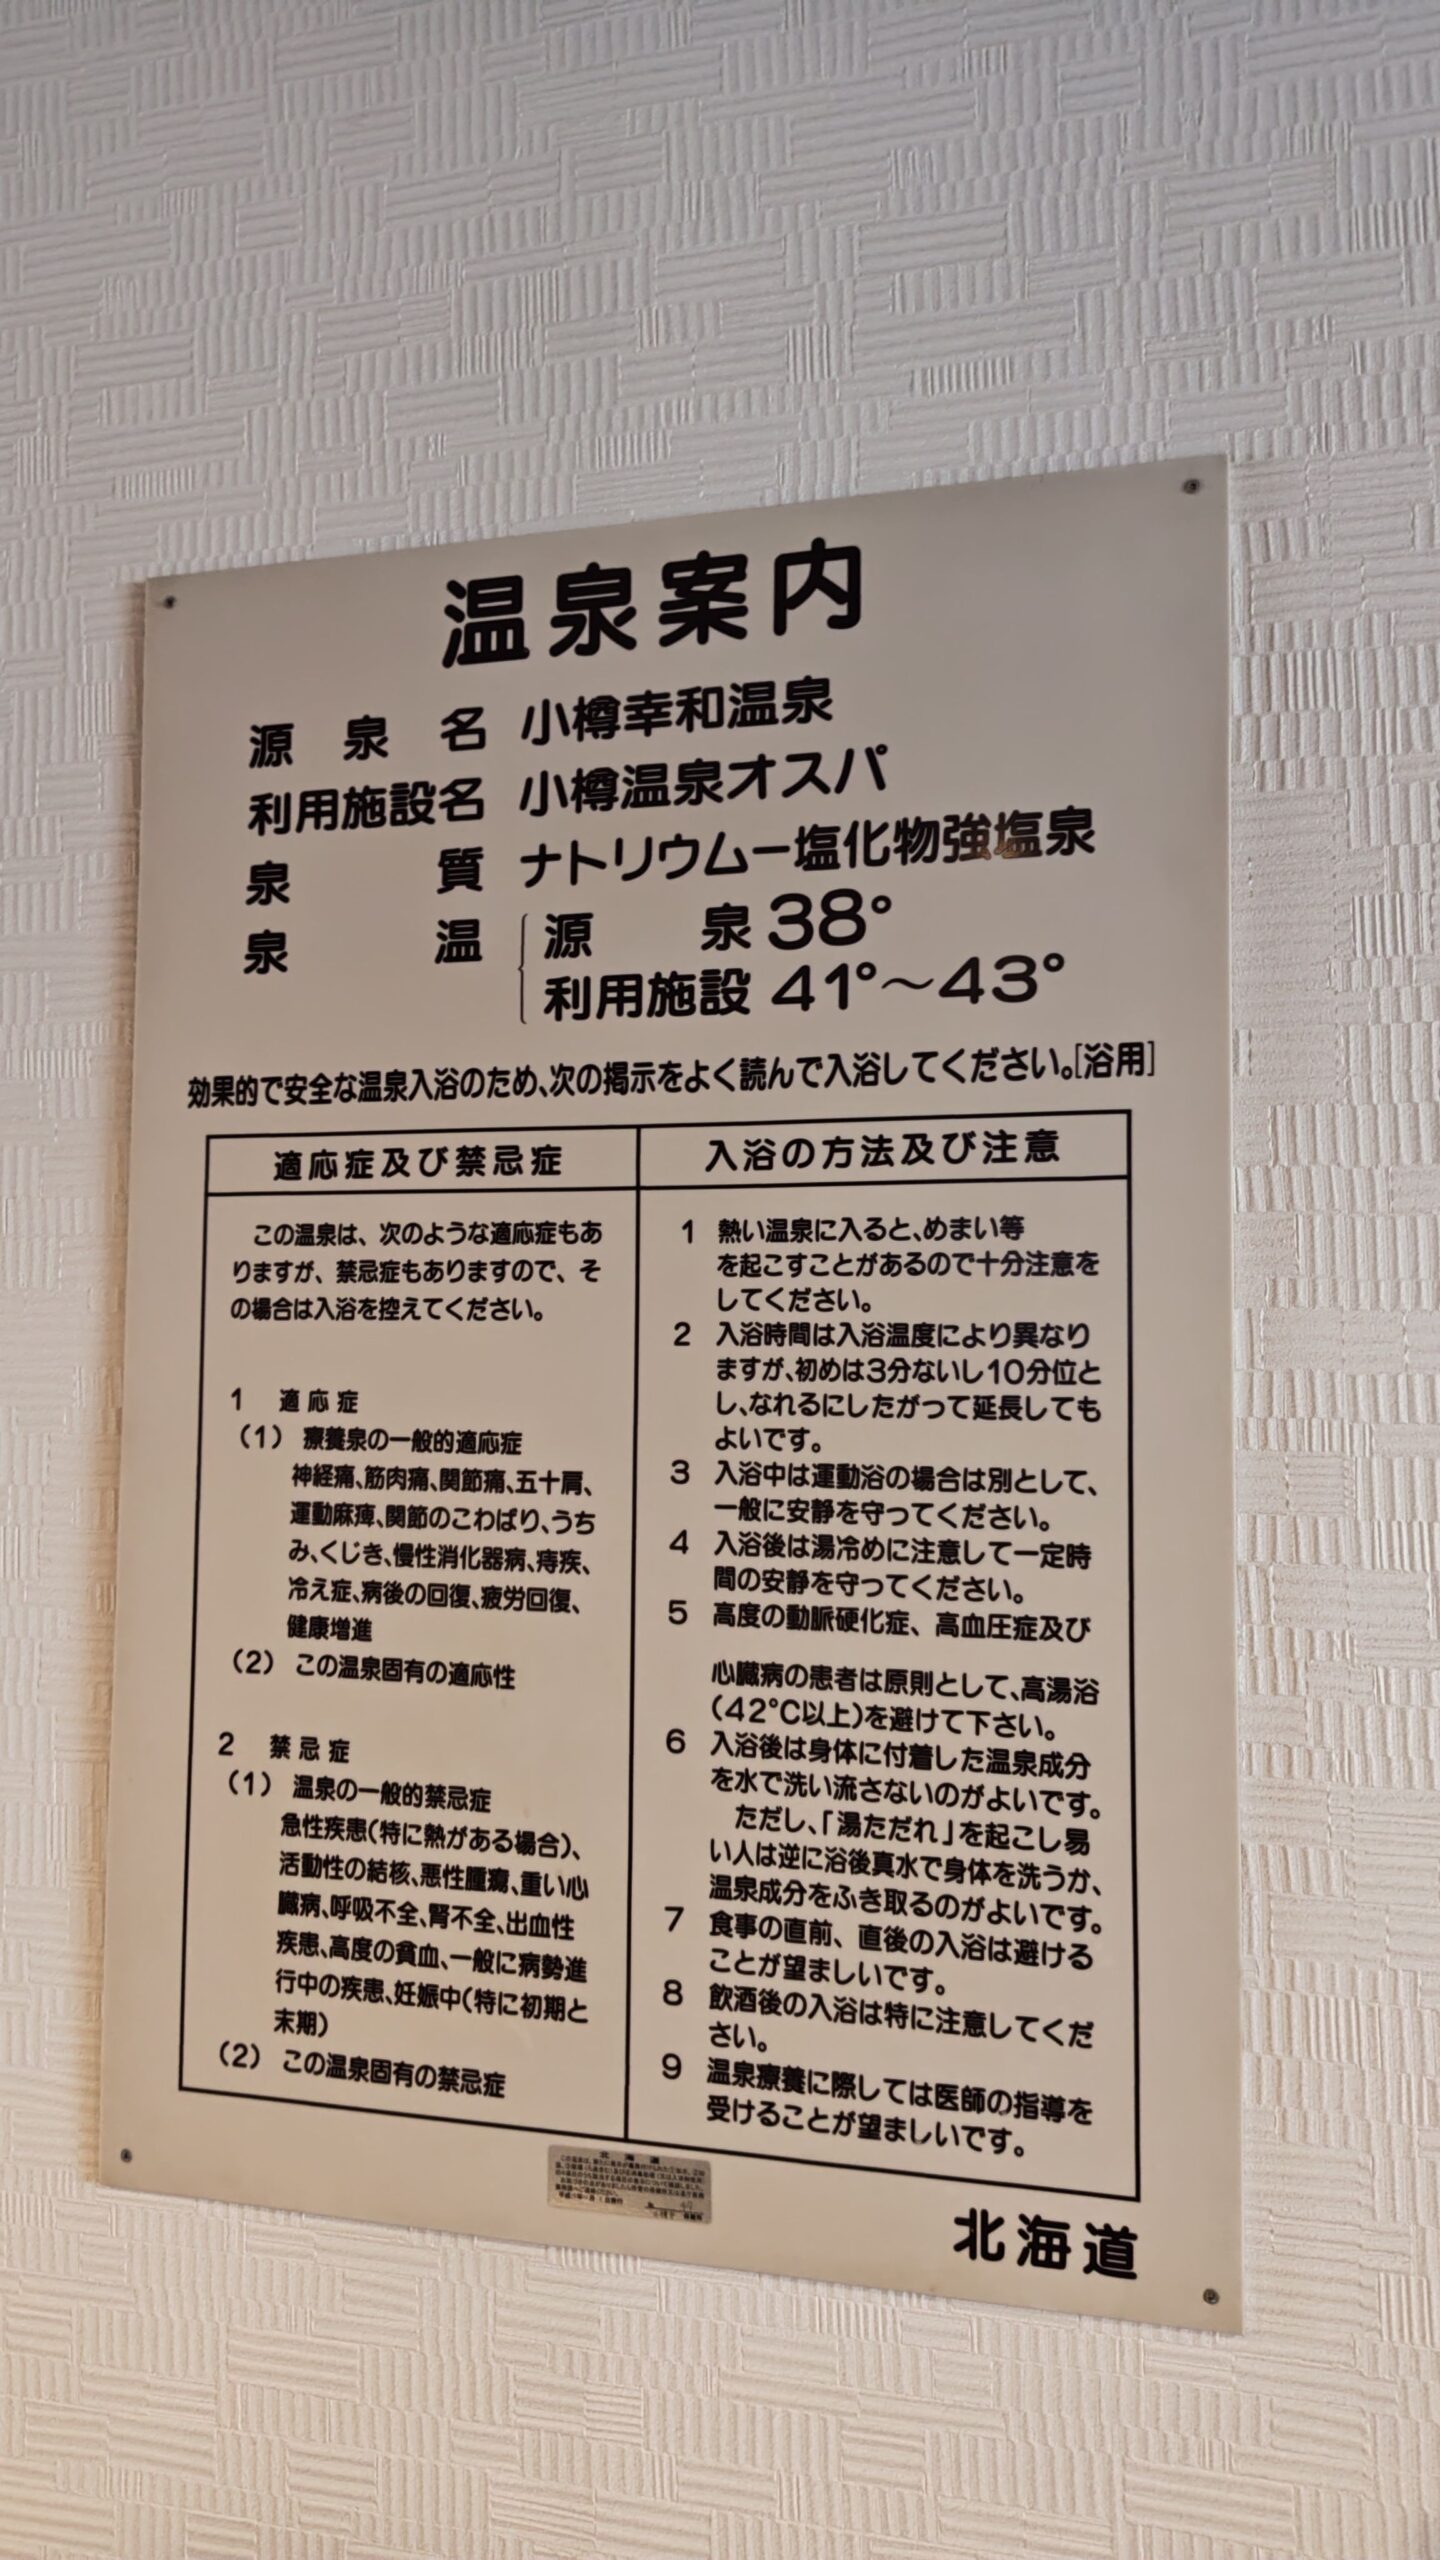 温泉案内
源泉名 小樽幸和温泉
利用施設名 小樽温泉オスパ
泉質 ナトリウムー塩化物強塩泉
泉温 源泉 38°
利用施設 41°～43°
効果的で安全な温泉入浴のため、次の掲示をよく読んで入浴してください。[浴用]
適応症及び禁忌症
この温泉は、次のような適応症もあ
りますが、禁忌症もありますので、そ
の場合は入浴を控えてください。
1 適応症
(1) 療養泉の一般的適応症
神経痛、筋肉痛、関節痛、五十肩、
運動麻痺、関節のこわばり、うち
み、くじき、慢性消化器病、痔疾、
冷え症、病後の回復、疲労回復、
健康増進
(2) この温泉固有の適応性
2 禁忌症
(1) 温泉の一般的禁忌症
急性疾患(特に熱がある場合)、
活動性の結核、悪性腫瘍、重い心
臓病、呼吸不全、腎不全、出血性
疾患、高度の貧血、一般に病勢進
行中の疾患、妊娠中(特に初期と
末期)
(2) この温泉固有の禁忌症
入浴の方法及び注意
1 熱い温泉に入ると、めまい等
を起こすことがあるので十分注意を
してください。
2 入浴時間は入浴温度により異なり
ますが、初めは3分ないし10分位と
し、なれるにしたがって延長しても
よいです。
3 入浴中は運動浴の場合は別として、
一般に安静を守ってください。
4 入浴後は湯冷めに注意して一定時
間の安静を守ってください。
5 高度の動脈硬化症、高血圧症及び
心臓病の患者は原則として、高湯浴
(42°C以上)を避けて下さい。
6 入浴後は身体に付着した温泉成分
を水で洗い流さないのがよいです。
ただし、「湯ただれ」を起こし易
い人は逆に浴後真水で身体を洗うか、
温泉成分をふき取るのがよいです。
7 食事の直前、直後の入浴は避ける
ことが望ましいです。
8 飲酒後の入浴は特に注意してくだ
さい。
9 温泉療養に際しては医師の指導を
受けることが望ましいです。
北海道
北海道